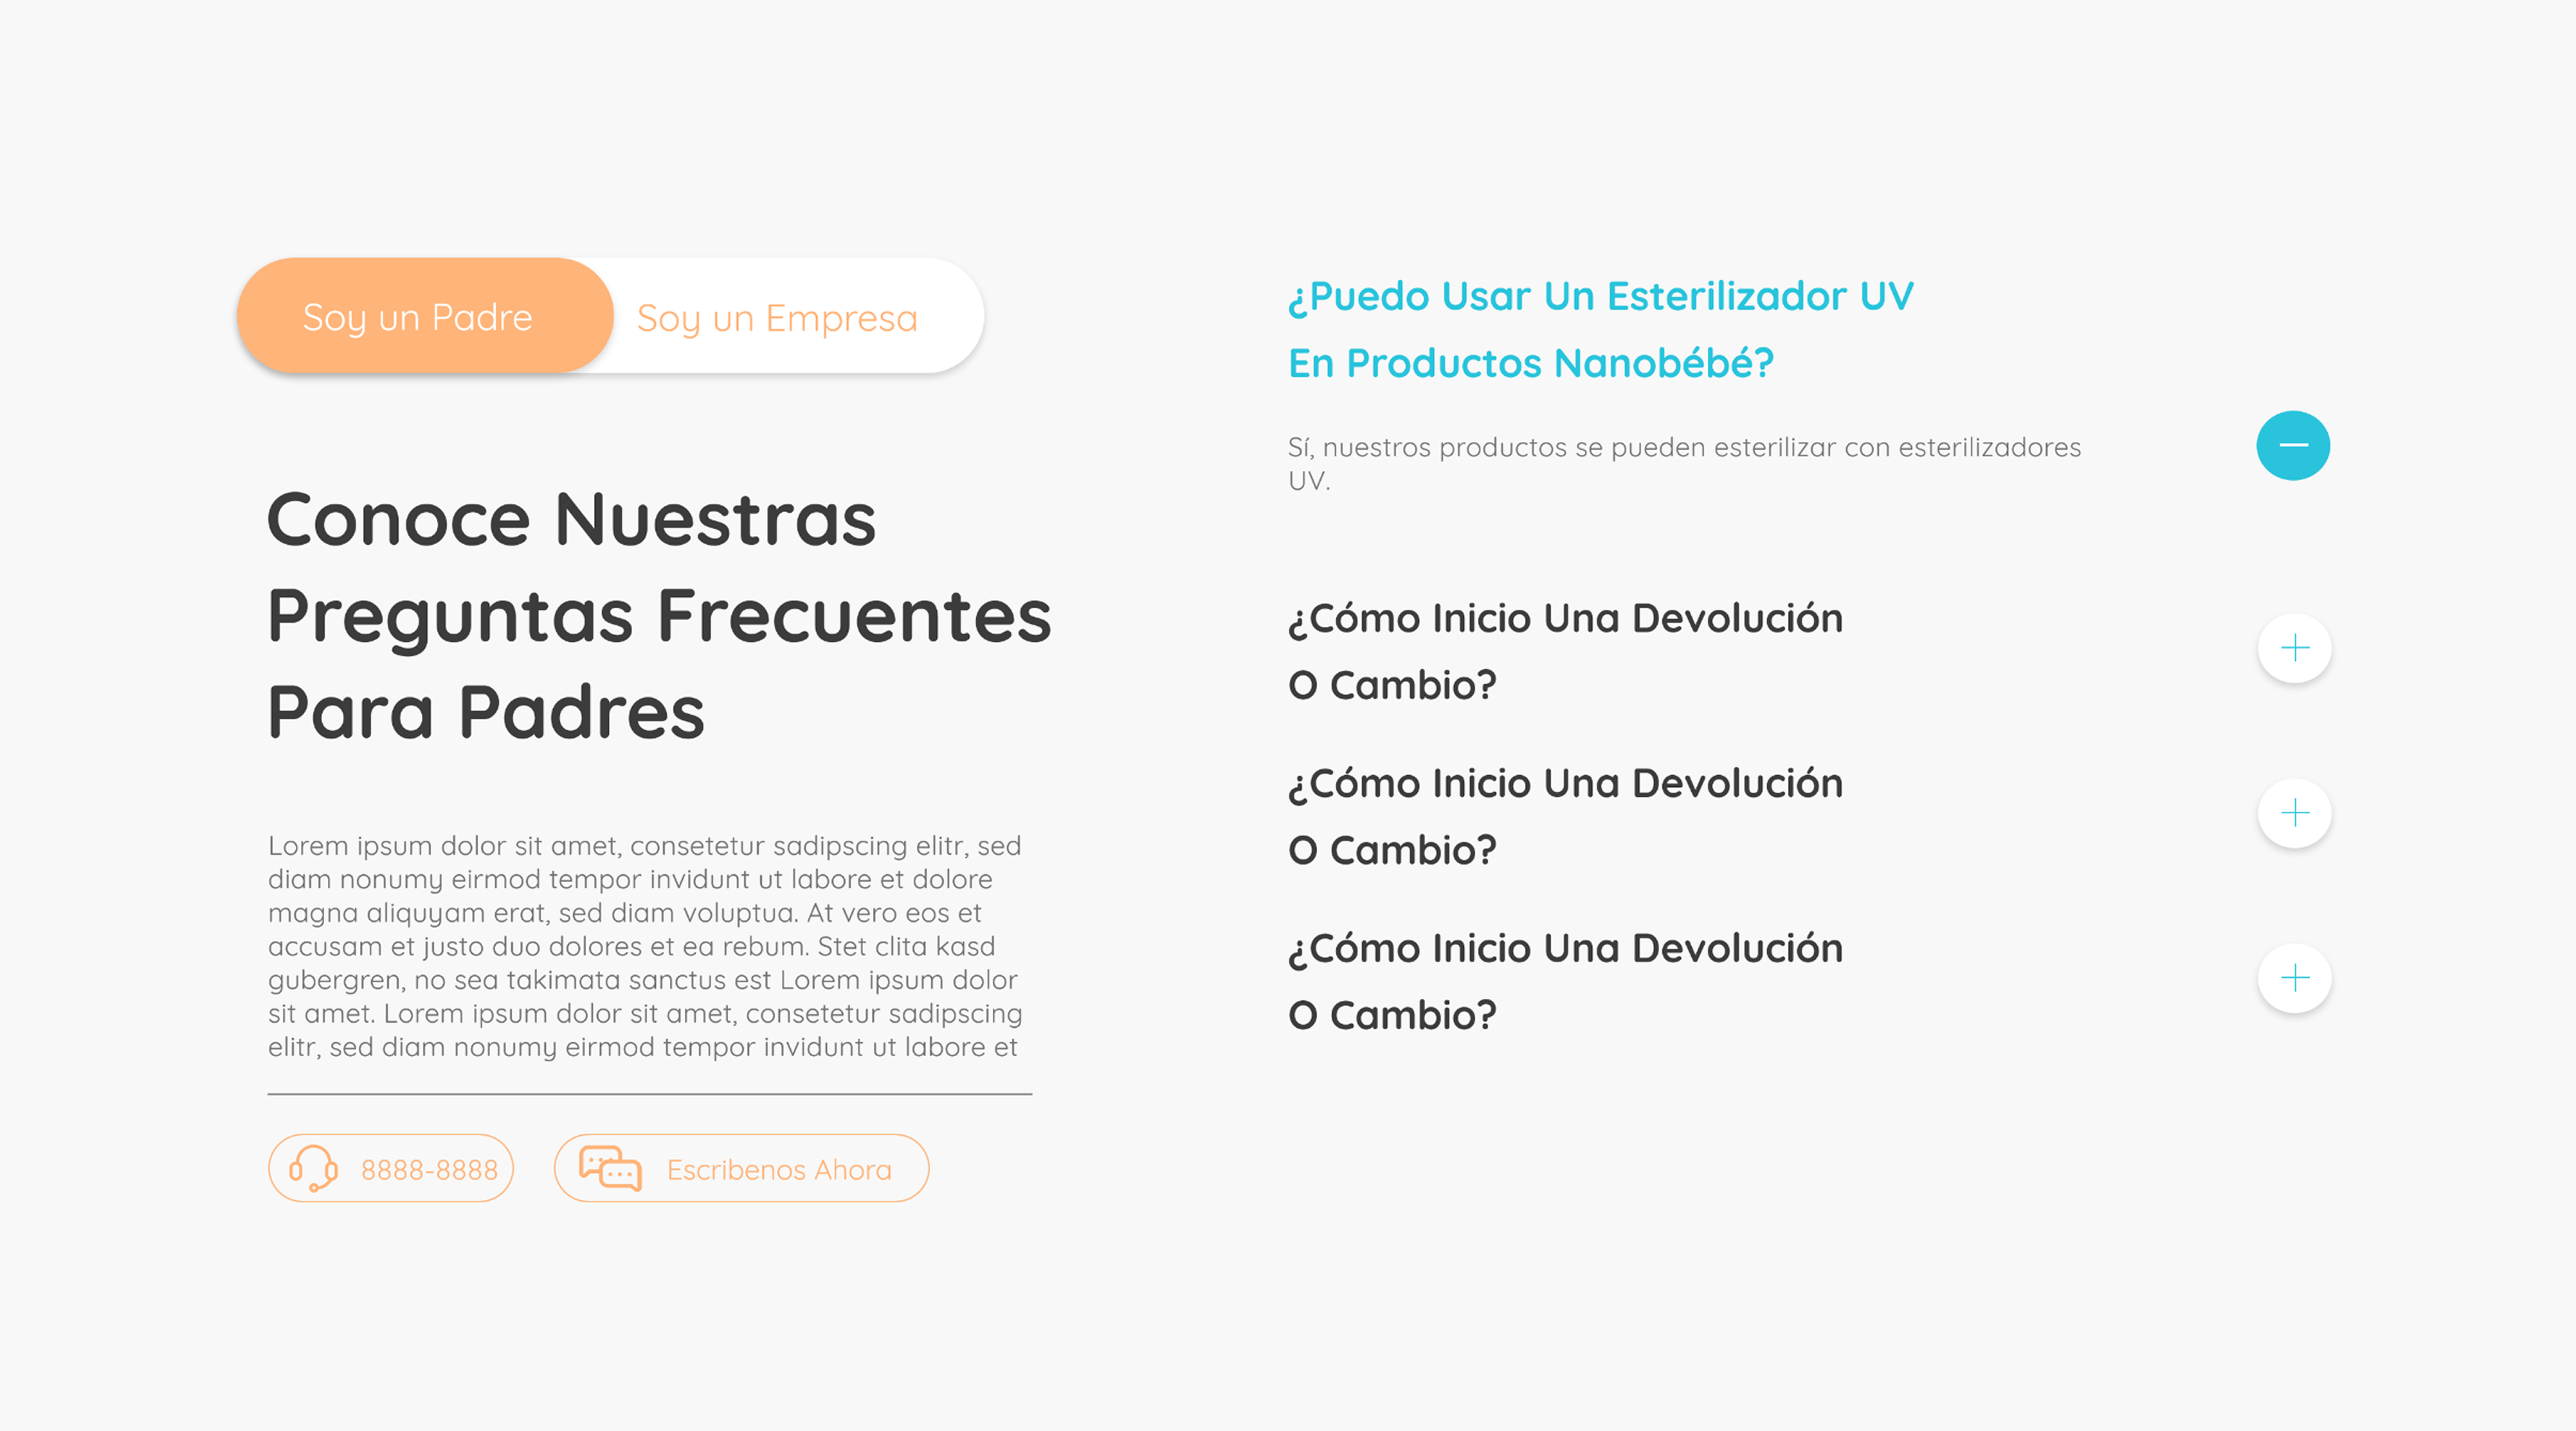 Soy un Padre
Soy un Empresa
Conoce Nuestras
Preguntas Frecuentes
Para Padres
Lorem ipsum dolor sit amet, consetetur sadipscing elitr, sed
diam nonumy eirmod tempor invidunt ut labore et dolore
magna aliquyam erat, sed diam voluptua. At vero eos et
accusam et justo duo dolores et ea rebum. Stet clita kasd
gubergren, no sea takimata sanctus est Lorem ipsum dolor
sit amet. Lorem ipsum dolor sit amet, consetetur sadipscing
elitr, sed diam nonumy eirmod tempor invidunt ut labore et
8888-8888
Escribenos Ahora
¿Puedo Usar Un Esterilizador UV
En Productos Nanobébé?
Sí, nuestros productos se pueden esterilizar con esterilizadores
UV.
¿Cómo Inicio Una Devolución
O Cambio?
¿Cómo Inicio Una Devolución
O Cambio?
¿Cómo Inicio Una Devolución
O Cambio?